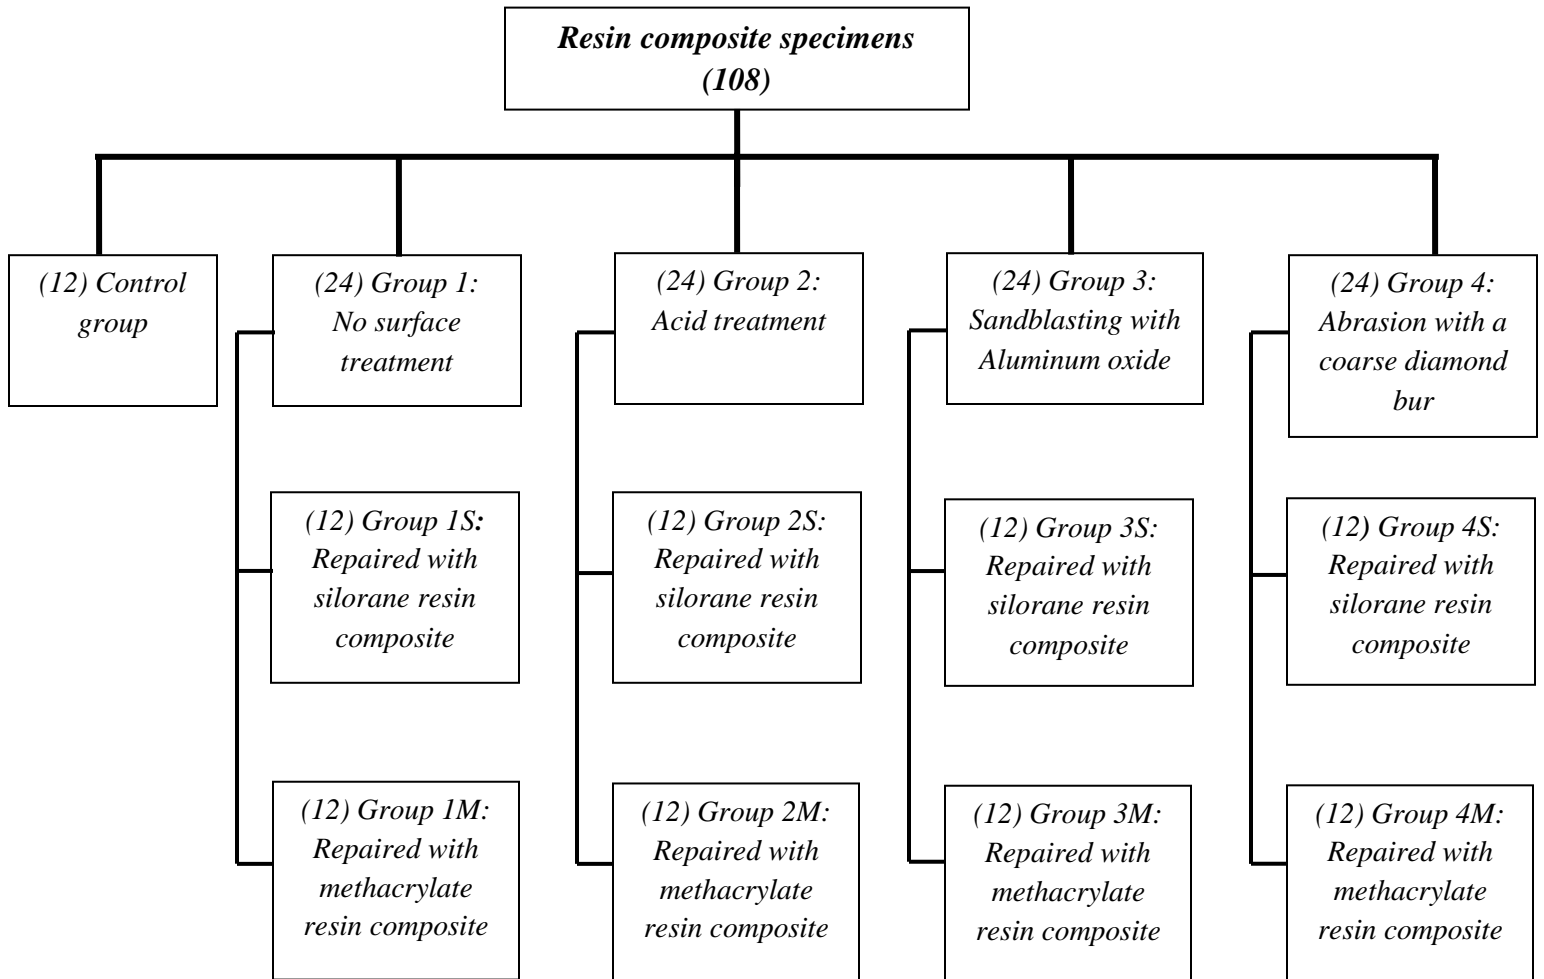 Resin composite specimens
(108)
(12) Control
group
(24) Group 1:
No surface
treatment
(24) Group 2:
Acid treatment
(24) Group 3:
Sandblasting with
Aluminum oxide
(24) Group 4:
Abrasion with a
coarse diamond
bur
(12) Group 1S:
Repaired with
silorane resin
composite
(12) Group 2S:
Repaired with
silorane resin
composite
(12) Group 3S:
Repaired with
silorane resin
composite
(12) Group 4S:
Repaired with
silorane resin
composite
(12) Group 1M:
Repaired with
methacrylate
resin composite
(12) Group 2M:
Repaired with
methacrylate
resin composite
(12) Group 3M:
Repaired with
methacrylate
resin composite
(12) Group 4M:
Repaired with
methacrylate
resin composite